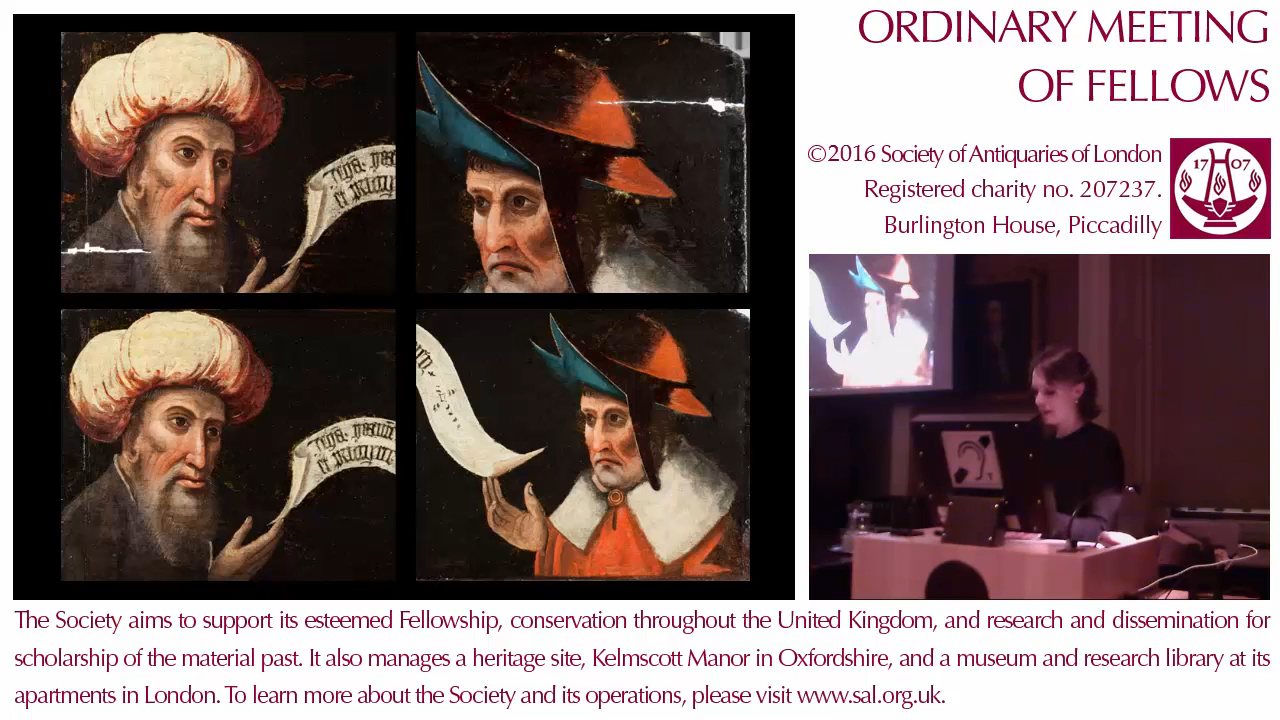 ORDINARY MEETING
OF FELLOWS
©2016 Society of Antiquaries of London
Registered charity no. 207237.
Burlington House, Piccadilly
17 07
The Society aims to support its esteemed Fellowship, conservation throughout the United Kingdom, and research and dissemination for
scholarship of the material past. It also manages a heritage site, Kelmscott Manor in Oxfordshire, and a museum and research library at its
apartments in London. To learn more about the Society and its operations, please visit www.sal.org.uk.